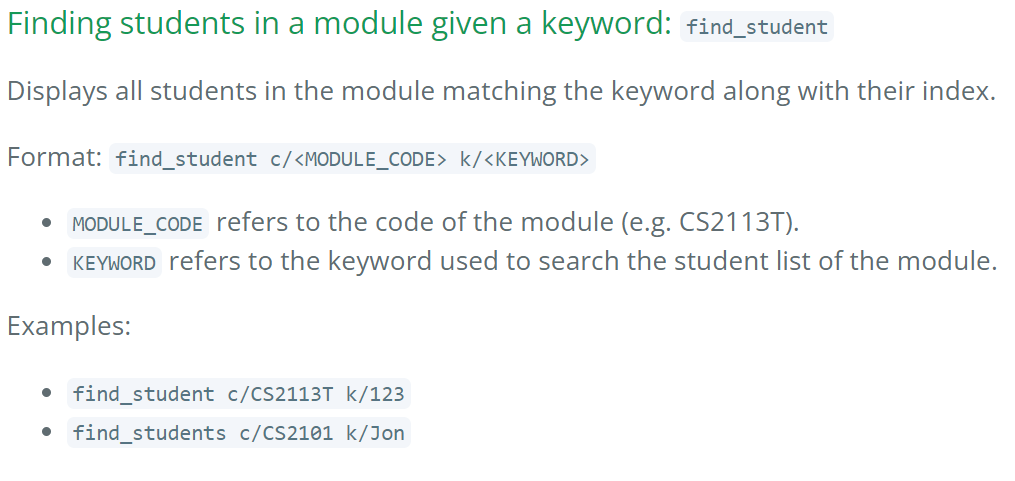 Finding students in a module given a keyword: find_student
Displays all students in the module matching the keyword along with their index.
Format: find_student c/<MODULE_CODE> k/<KEYWORD>
• MODULE_CODE refers to the code of the module (e.g. CS2113T).
• KEYWORD refers to the keyword used to search the student list of the module.
Examples:
• find_student c/CS2113T k/123
• find_students c/CS2101 k/Jon